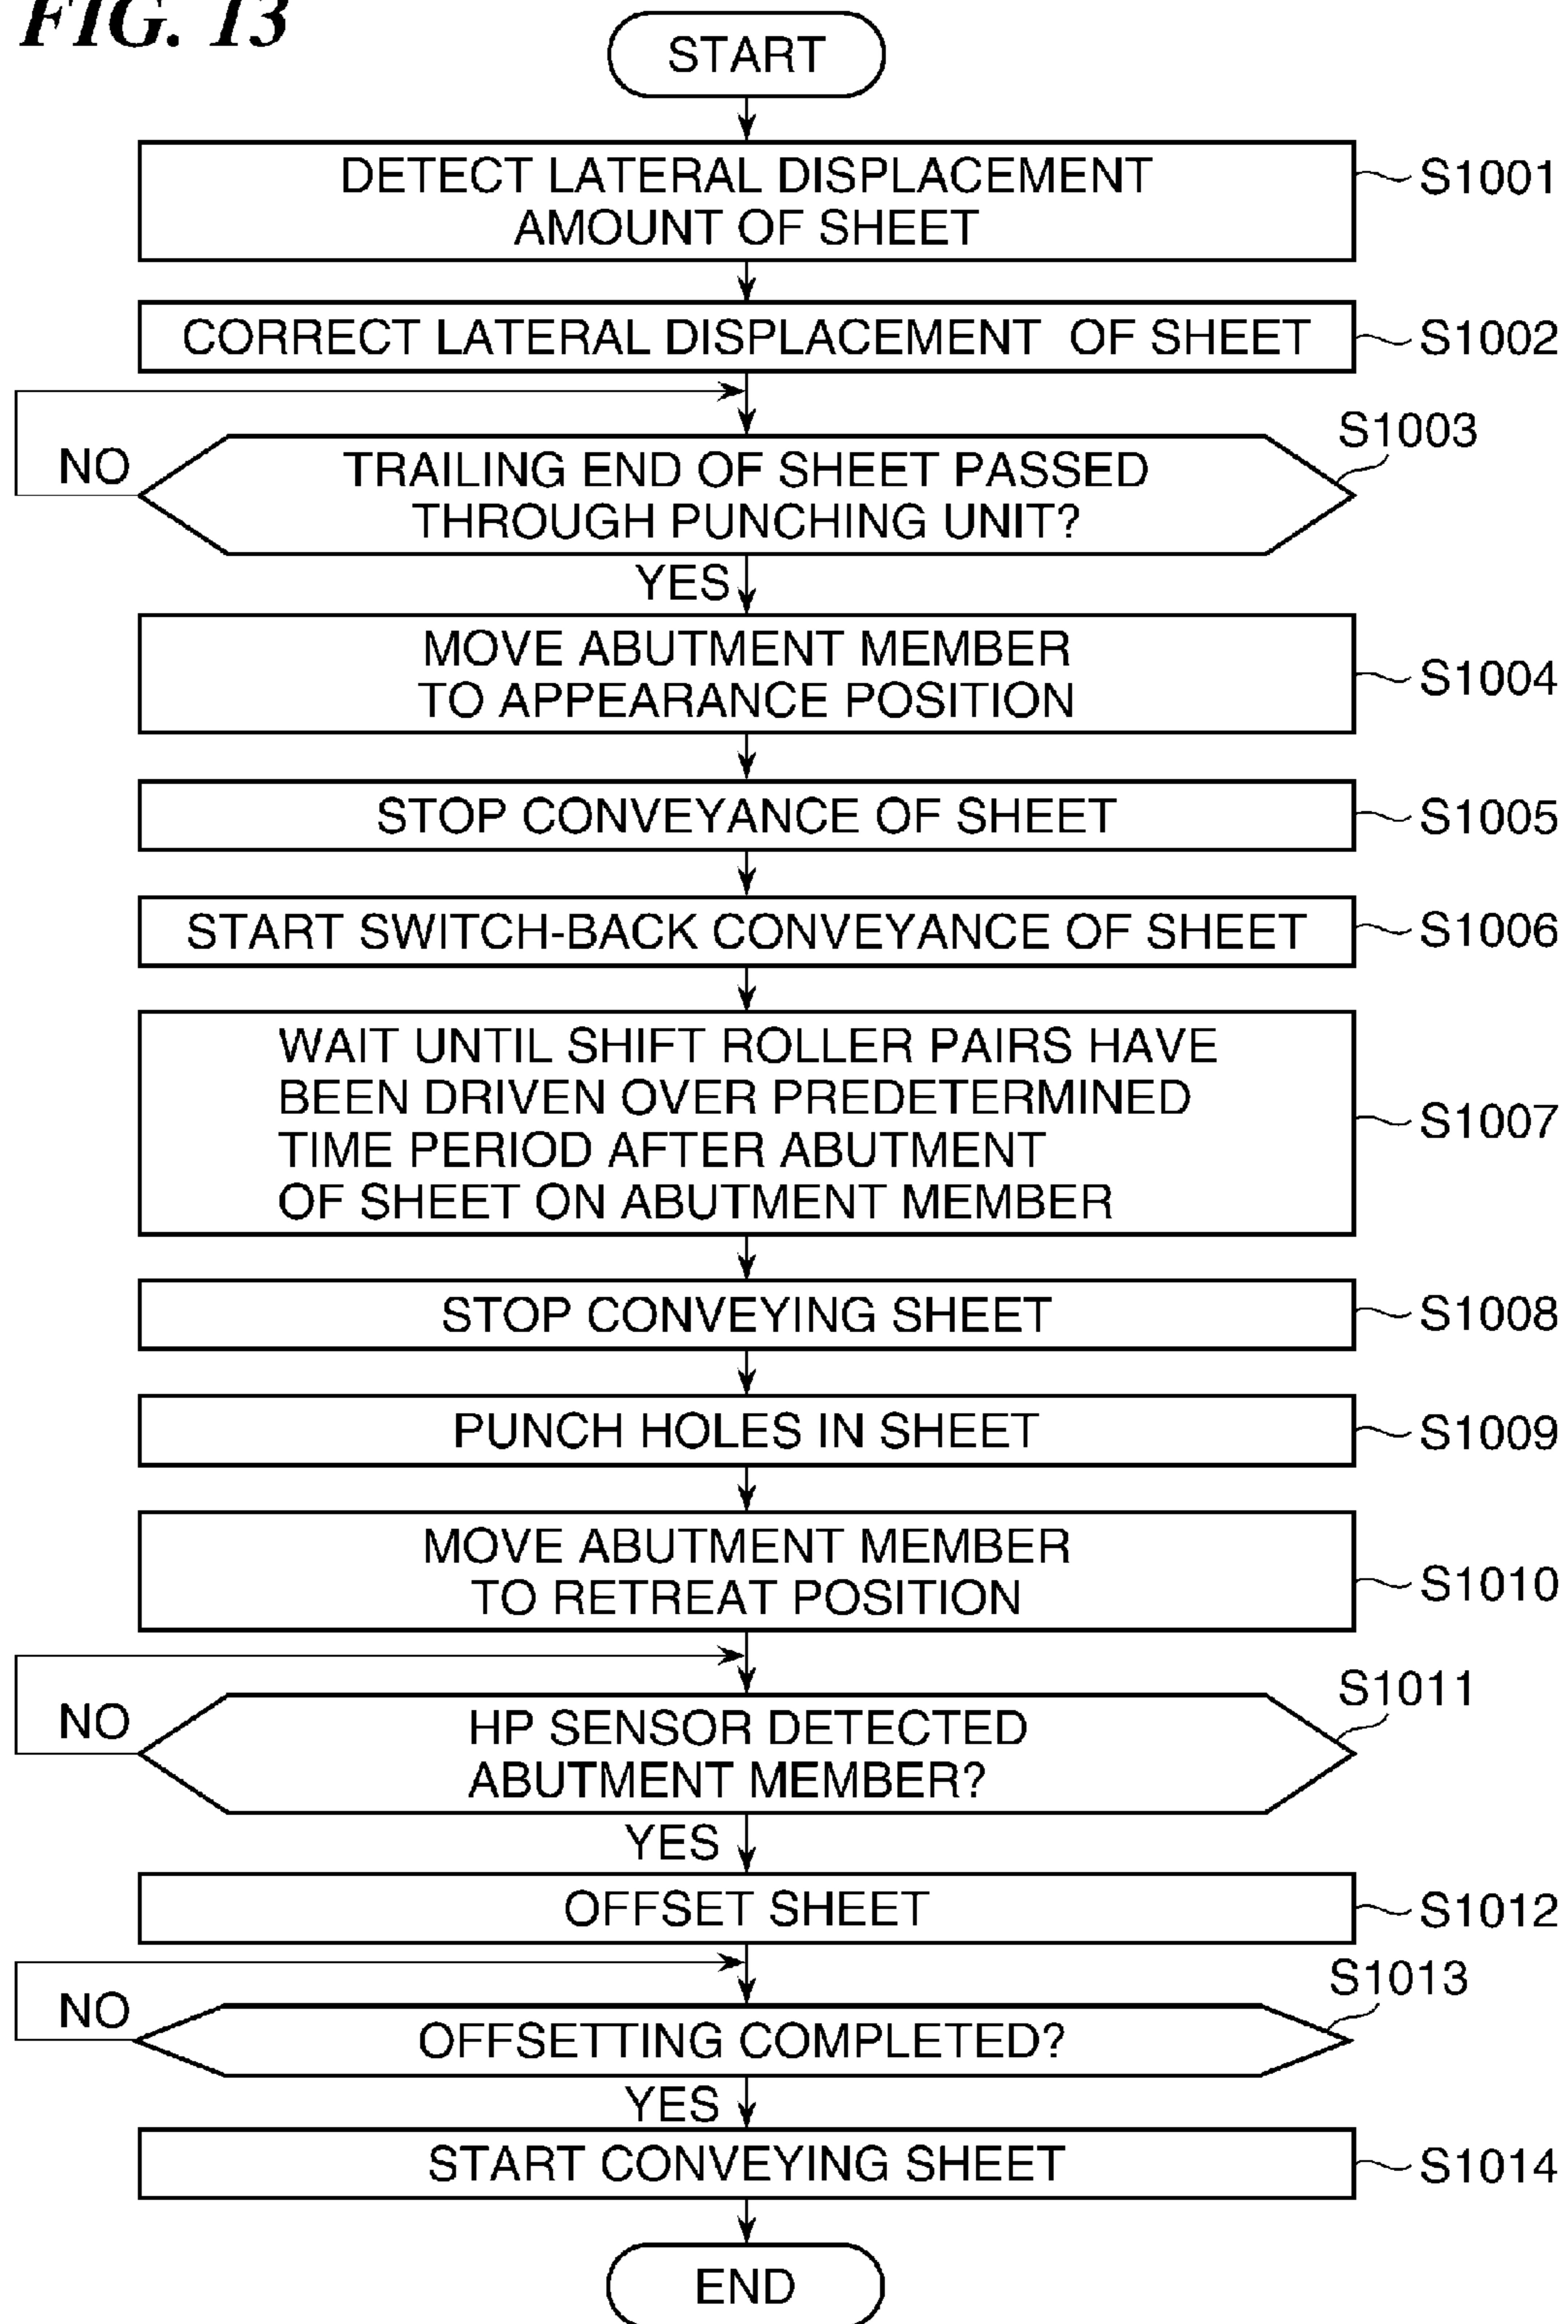 FIG. 13
START
DETECT LATERAL DISPLACEMENT
AMOUNT OF SHEET
S1001
CORRECT LATERAL DISPLACEMENT OF SHEET
S1002
S1003
NO
TRAILING END OF SHEET PASSED
THROUGH PUNCHING UNIT?
YES
MOVE ABUTMENT MEMBER
TO APPEARANCE POSITION
S1004
STOP CONVEYANCE OF SHEET
S1005
START SWITCH-BACK CONVEYANCE OF SHEET
S1006
WAIT UNTIL SHIFT ROLLER PAIRS HAVE
BEEN DRIVEN OVER PREDETERMINED
TIME PERIOD AFTER ABUTMENT
OF SHEET ON ABUTMENT MEMBER
S1007
STOP CONVEYING SHEET
S1008
PUNCH HOLES IN SHEET
S1009
MOVE ABUTMENT MEMBER
TO RETREAT POSITION
S1010
S1011
NO
HP SENSOR DETECTED
ABUTMENT MEMBER?
YES
OFFSET SHEET
S1012
S1013
NO
OFFSETTING COMPLETED?
YES
START CONVEYING SHEET
S1014
END